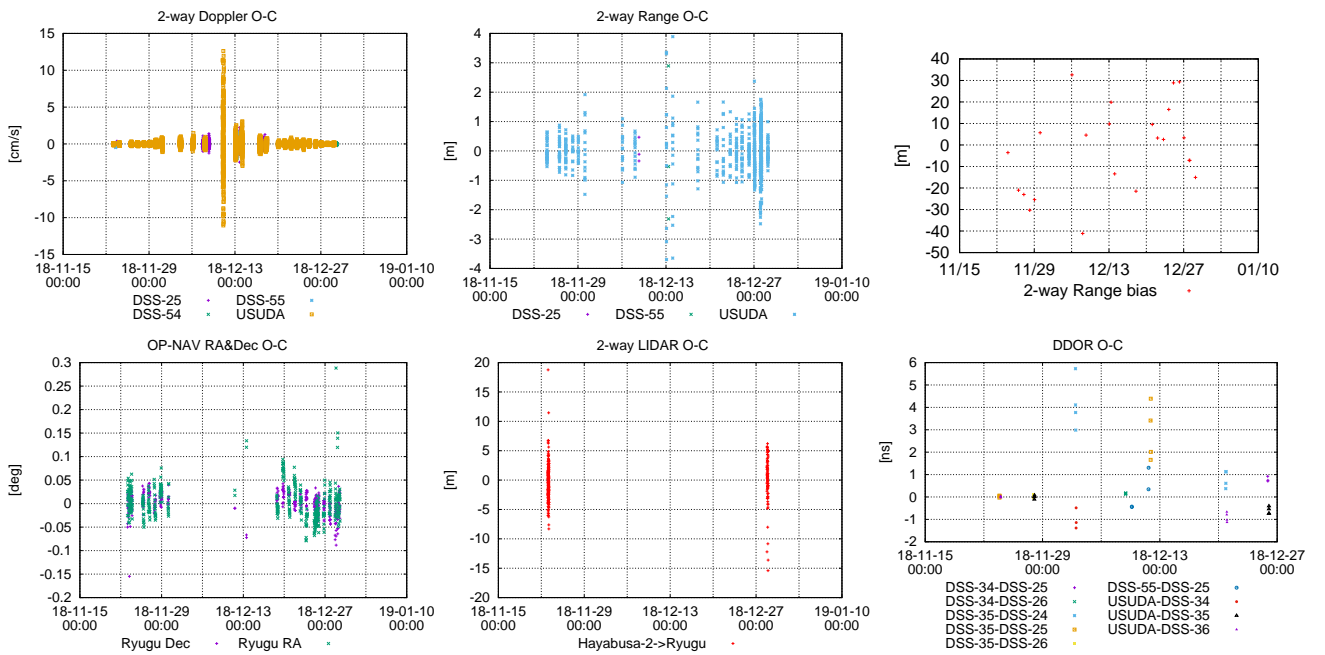 2-way Doppler O-C
[cm/s]
15
10
5
0
-5
-10
-15
18-11-15 18-11-29 18-12-13 18-12-27 19-01-10
00:00 00:00 00:00 00:00 00:00
DSS-25 DSS-55
DSS-54 USUDA
2-way Range O-C
[m]
4
3
2
1
0
-1
-2
-3
-4
18-11-15 18-11-29 18-12-13 18-12-27 19-01-10
00:00 00:00 00:00 00:00 00:00
DSS-25 DSS-55 USUDA
[m]
40
30
20
10
0
-10
-20
-30
-40
-50
11/15 11/29 12/13 12/27 01/10
2-way Range bias
OP-NAV RA&Dec O-C
[deg]
0.3
0.25
0.2
0.15
0.1
0.05
0
-0.05
-0.1
-0.15
-0.2
18-11-15 18-11-29 18-12-13 18-12-27 19-01-10
00:00 00:00 00:00 00:00 00:00
Ryugu Dec Ryugu RA
2-way LIDAR O-C
[m]
20
15
10
5
0
-5
-10
-15
-20
18-11-15 18-11-29 18-12-13 18-12-27 19-01-10
00:00 00:00 00:00 00:00 00:00
Hayabusa-2->Ryugu
DDOR O-C
[ns]
6
5
4
3
2
1
0
-1
-2
18-11-15 18-11-29 18-12-13 18-12-27
00:00 00:00 00:00 00:00
DSS-34-DSS-25 DSS-55-DSS-25
DSS-34-DSS-26 USUDA-DSS-34
DSS-35-DSS-24 USUDA-DSS-35
DSS-35-DSS-25 USUDA-DSS-36
DSS-35-DSS-26